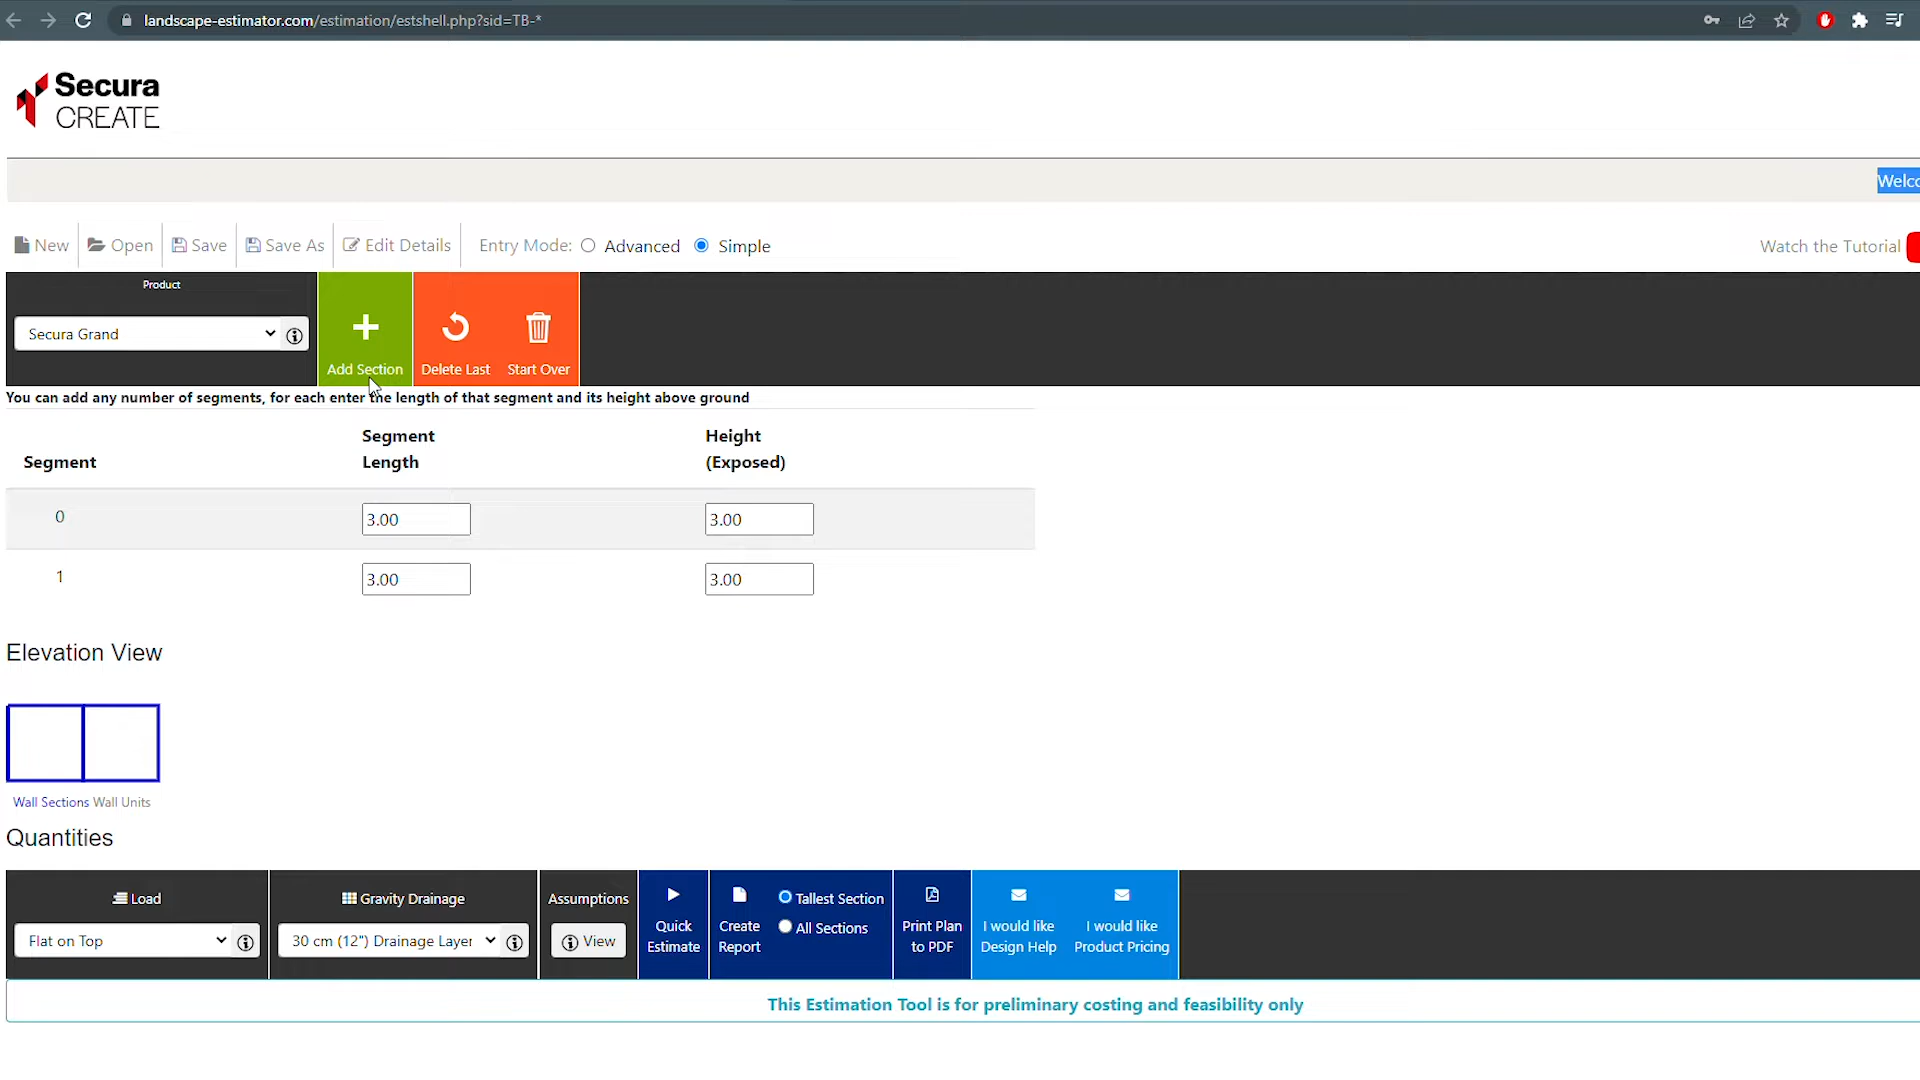 landscape-estimator.com/estimation/estshell.php?sid=TB-*
Secura
CREATE
Welco
New Open Save Save As Edit Details Entry Mode: Advanced Simple Watch the Tutorial
Product
Secura Grand
Add Section Delete Last Start Over
You can add any number of segments, for each enter the length of that segment and its height above ground
Segment Segment Length Height (Exposed)
0 3.00 3.00
1 3.00 3.00
Elevation View
Wall Sections Wall Units
Quantities
Load Gravity Drainage Assumptions Quick Estimate Create Report Tallest Section All Sections Print Plan to PDF I would like Design Help I would like Product Pricing
Flat on Top 30 cm (12") Drainage Layer View
This Estimation Tool is for preliminary costing and feasibility only